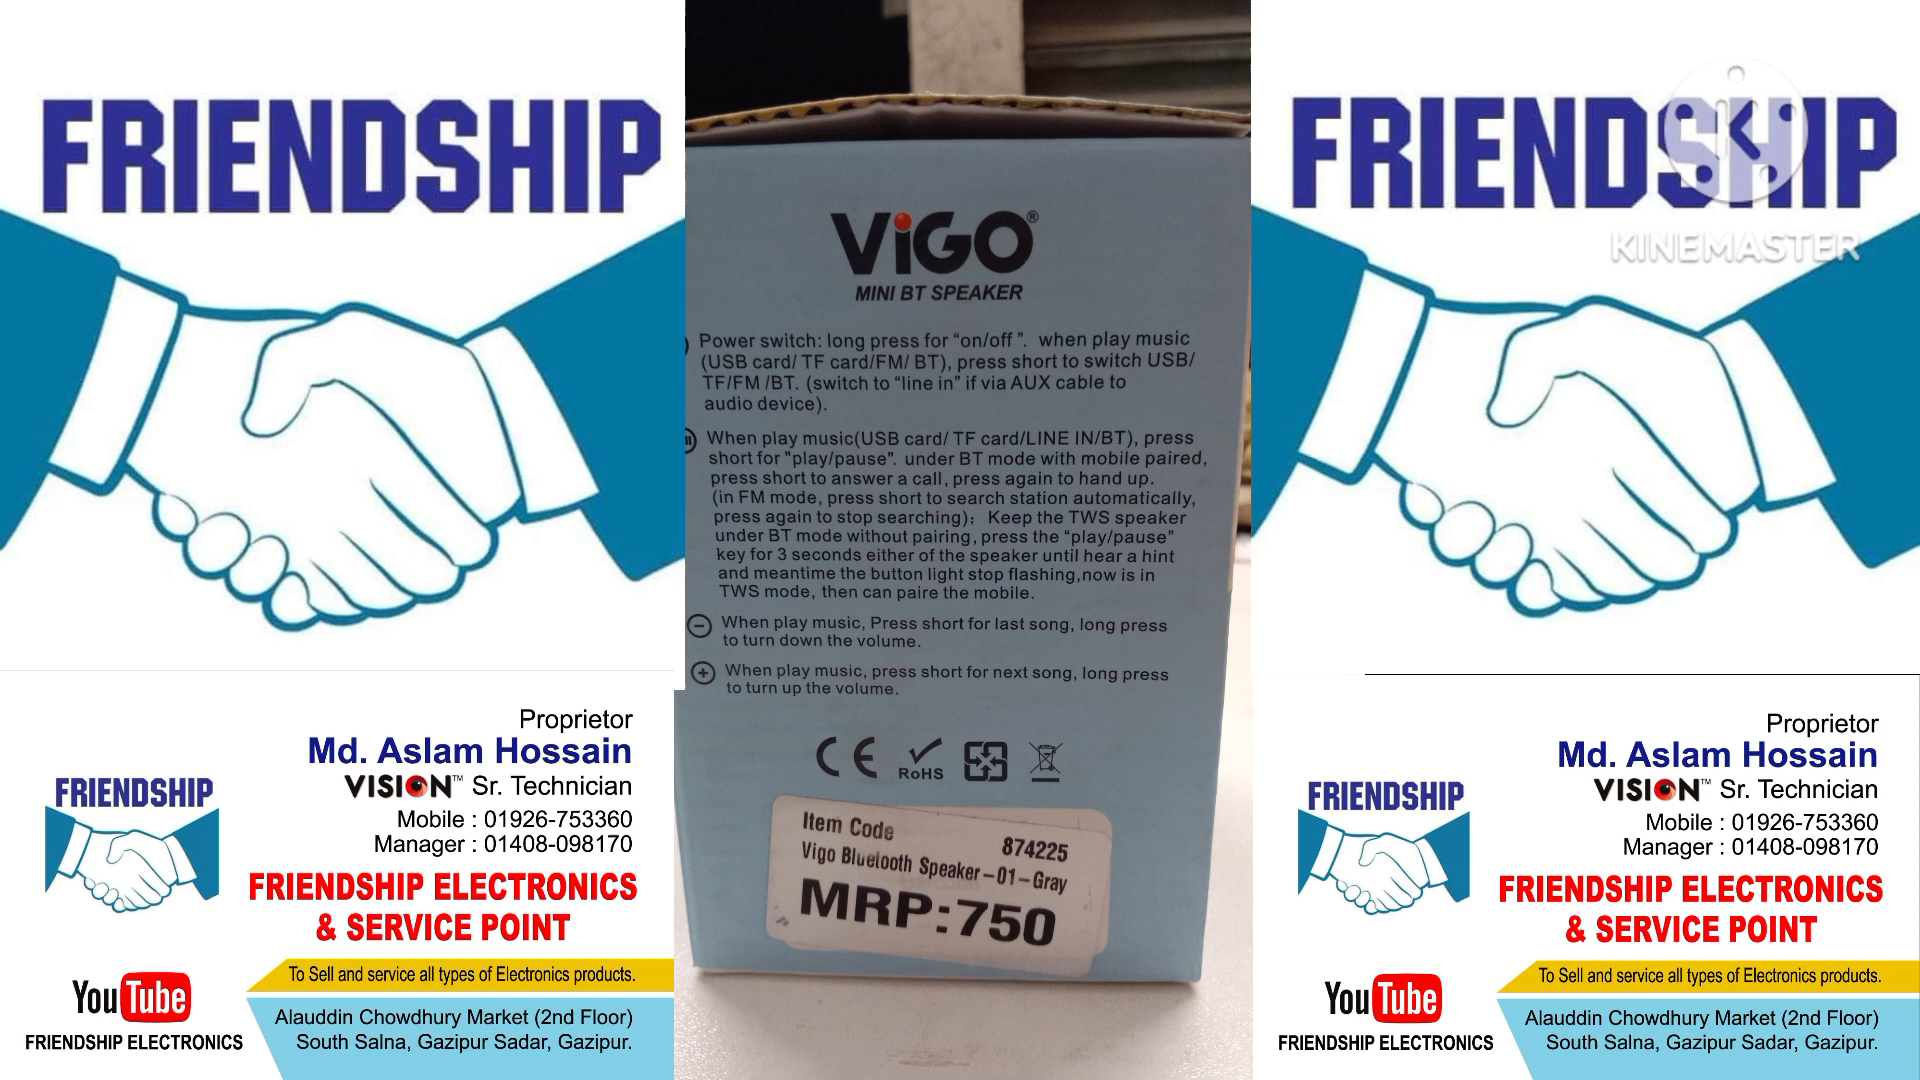 FRIENDSHIP
Proprietor
Md. Aslam Hossain
VISION™ Sr. Technician
Mobile : 01926-753360
Manager : 01408-098170
FRIENDSHIP
FRIENDSHIP ELECTRONICS
& SERVICE POINT
To Sell and service all types of Electronics products.
YouTube
FRIENDSHIP ELECTRONICS
Alauddin Chowdhury Market (2nd Floor)
South Salna, Gazipur Sadar, Gazipur.
ViGO®
MINI BT SPEAKER
Power switch: long press for "on/off ". when play music
(USB card/ TF card/FM/ BT), press short to switch USB/
TF/FM /BT. (switch to "line in" if via AUX cable to
audio device).
When play music(USB card/ TF card/LINE IN/BT), press
short for "play/pause". under BT mode with mobile paired,
press short to answer a call, press again to hand up.
(in FM mode, press short to search station automatically,
press again to stop searching); Keep the TWS speaker
under BT mode without pairing, press the "play/pause"
key for 3 seconds either of the speaker until hear a hint
and meantime the button light stop flashing,now is in
TWS mode, then can paire the mobile.
When play music, Press short for last song, long press
to turn down the volume.
When play music, press short for next song, long press
to turn up the volume.
CE
RoHS
Item Code 874225
Vigo Bluetooth Speaker-01-Gray
MRP:750
FRIENDSHIP
KINEMASTER
Proprietor
Md. Aslam Hossain
VISION™ Sr. Technician
Mobile : 01926-753360
Manager : 01408-098170
FRIENDSHIP
FRIENDSHIP ELECTRONICS
& SERVICE POINT
To Sell and service all types of Electronics products.
YouTube
FRIENDSHIP ELECTRONICS
Alauddin Chowdhury Market (2nd Floor)
South Salna, Gazipur Sadar, Gazipur.